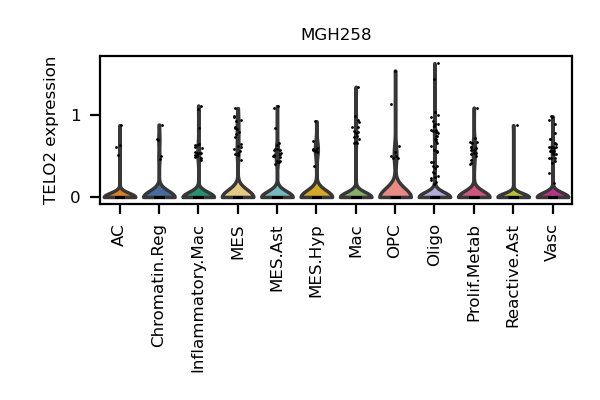 MGH258
TELO2 expression
1
0
AC
Chromatin.Reg
Inflammatory.Mac
MES
MES.Ast
MES.Hyp
Mac
OPC
Oligo
Prolif.Metab
Reactive.Ast
Vasc